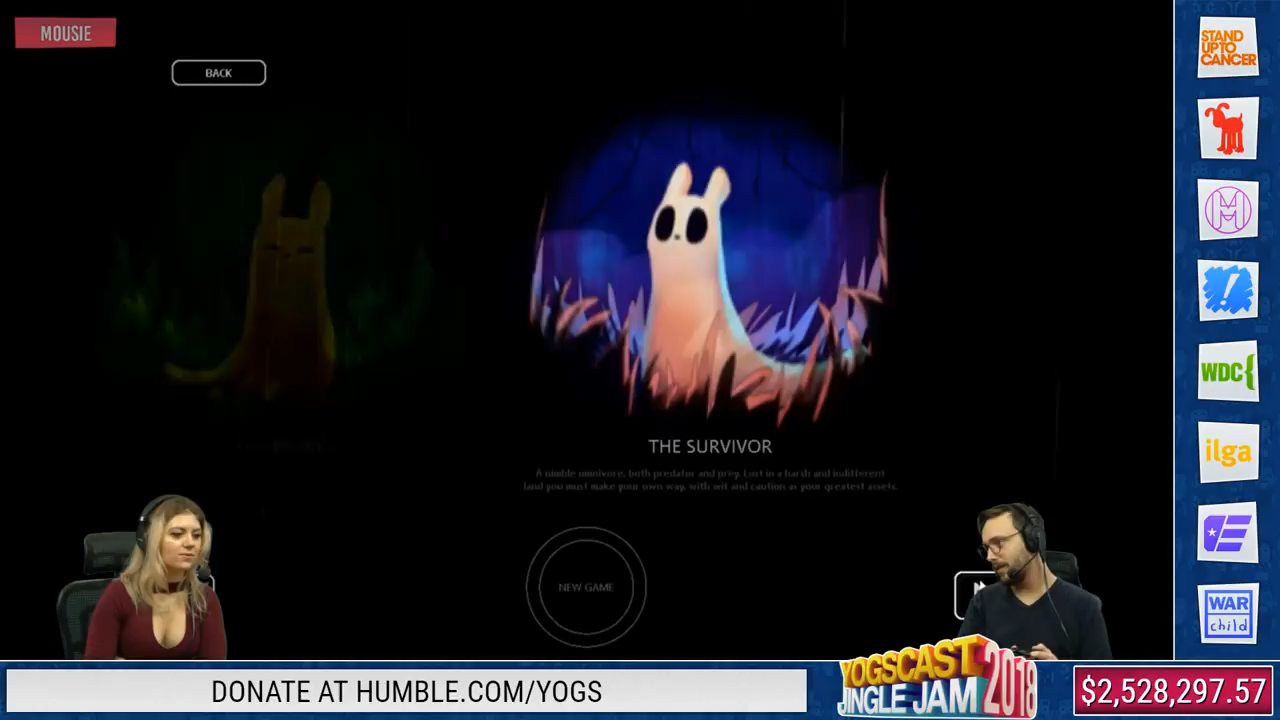 MOUSIE
BACK
THE SURVIVOR
A nimble omnivore, both predator and prey. Lost in a harsh and indifferent
land you must make your own way, with wit and caution as your greatest assets.
NEW GAME
STAND
UP TO
CANCER
M
!
WDC
ilga
E
WAR
child
DONATE AT HUMBLE.COM/YOGS
YOGSCAST
JINGLE JAM
2018
$2,528,297.57